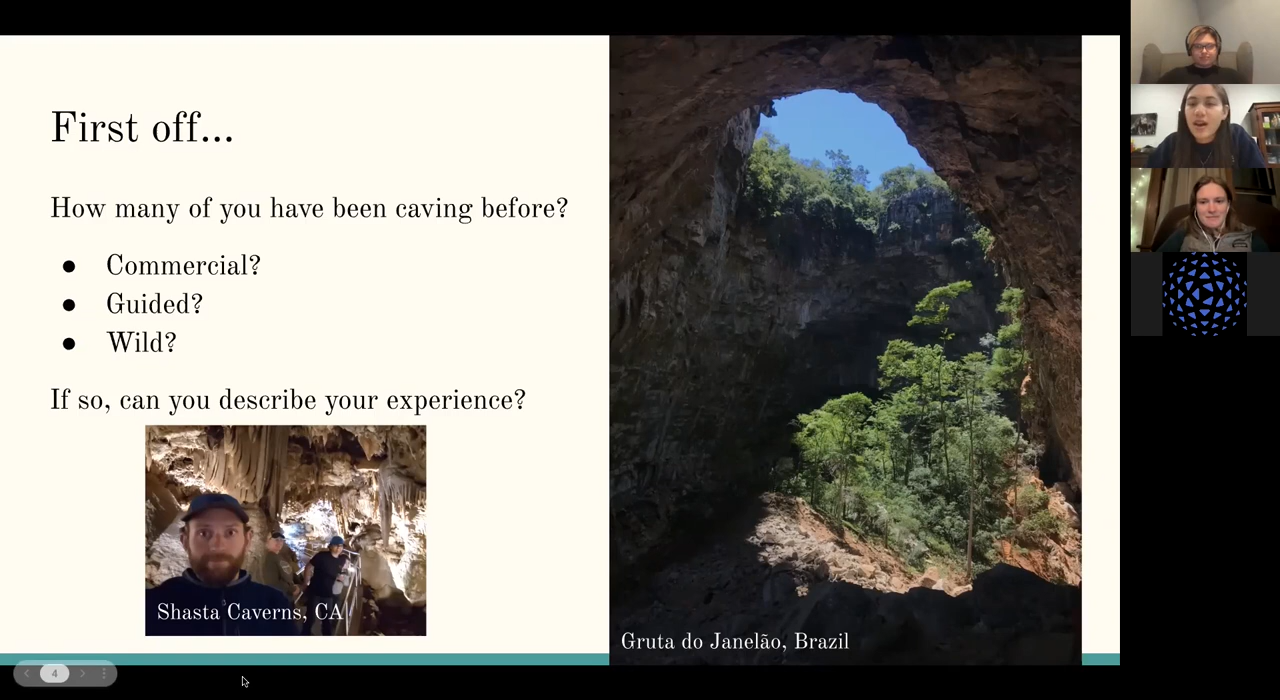 First off...
How many of you have been caving before?
● Commercial?
● Guided?
● Wild?
If so, can you describe your experience?
Shasta Caverns, CA
Gruta do Janelão, Brazil
4